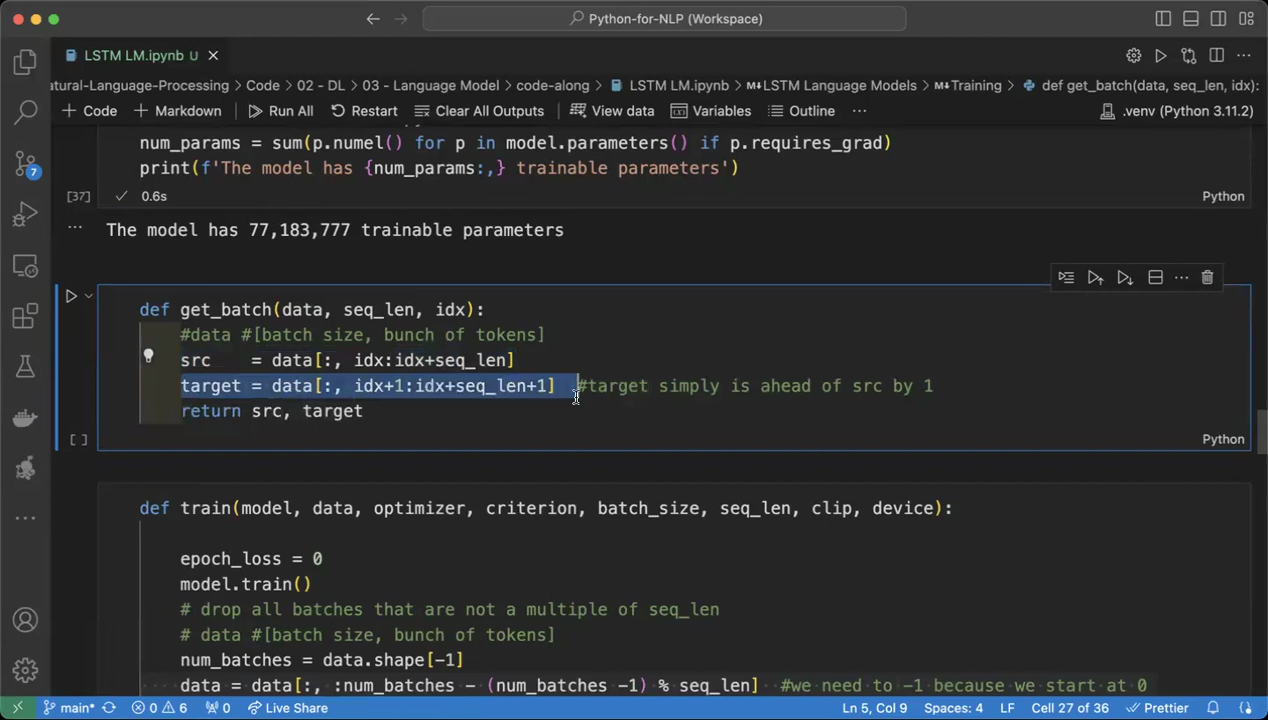 Python-for-NLP (Workspace)
LSTM LM.ipynb U
atural-Language-Processing > Code > 02 - DL > 03 - Language Model > code-along > LSTM LM.ipynb > M↓LSTM Language Models > M↓Training > def get_batch(data, seq_len, idx):
+ Code + Markdown Run All Restart Clear All Outputs View data Variables Outline ... .venv (Python 3.11.2)
num_params = sum(p.numel() for p in model.parameters() if p.requires_grad)
print(f'The model has {num_params:,} trainable parameters')
[37] 0.6s Python
... The model has 77,183,777 trainable parameters
def get_batch(data, seq_len, idx):
#data #[batch size, bunch of tokens]
src = data[:, idx:idx+seq_len]
target = data[:, idx+1:idx+seq_len+1] #target simply is ahead of src by 1
return src, target
[ ] Python
def train(model, data, optimizer, criterion, batch_size, seq_len, clip, device):
epoch_loss = 0
model.train()
# drop all batches that are not a multiple of seq_len
# data #[batch size, bunch of tokens]
num_batches = data.shape[-1]
data = data[:, :num_batches - (num_batches -1) % seq_len] #we need to -1 because we start at 0
7
main* 0 6 0 Live Share Ln 5, Col 9 Spaces: 4 LF Cell 27 of 36 Prettier